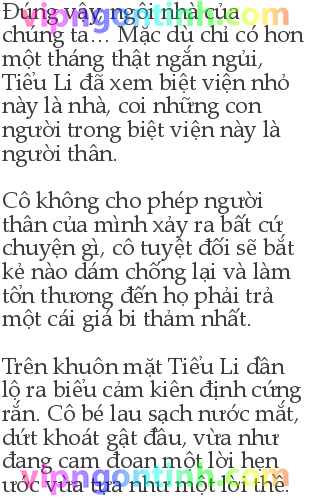 Đúng vậy, ngôi nhà của
chúng ta... Mặc dù chỉ có hơn
một tháng thật ngắn ngủi,
Tiểu Li đã xem biệt viện nhỏ
này là nhà, coi những con
người trong biệt viện này là
người thân.
Cô không cho phép người
thân của mình xảy ra bất cứ
chuyện gì, cô tuyệt đối sẽ bắt
kẻ nào dám chống lại và làm
tổn thương đến họ phải trả
một cái giá bi thảm nhất.
Trên khuôn mặt Tiểu Li dần
lộ ra biểu cảm kiên định cứng
rắn. Cô bé lau sạch nước mắt,
dứt khoát gật đầu, vừa như
đang cam đoan một lời hẹn
ước vừa tựa như một lời thề.
vipngontinh.com
vipngontinh.com